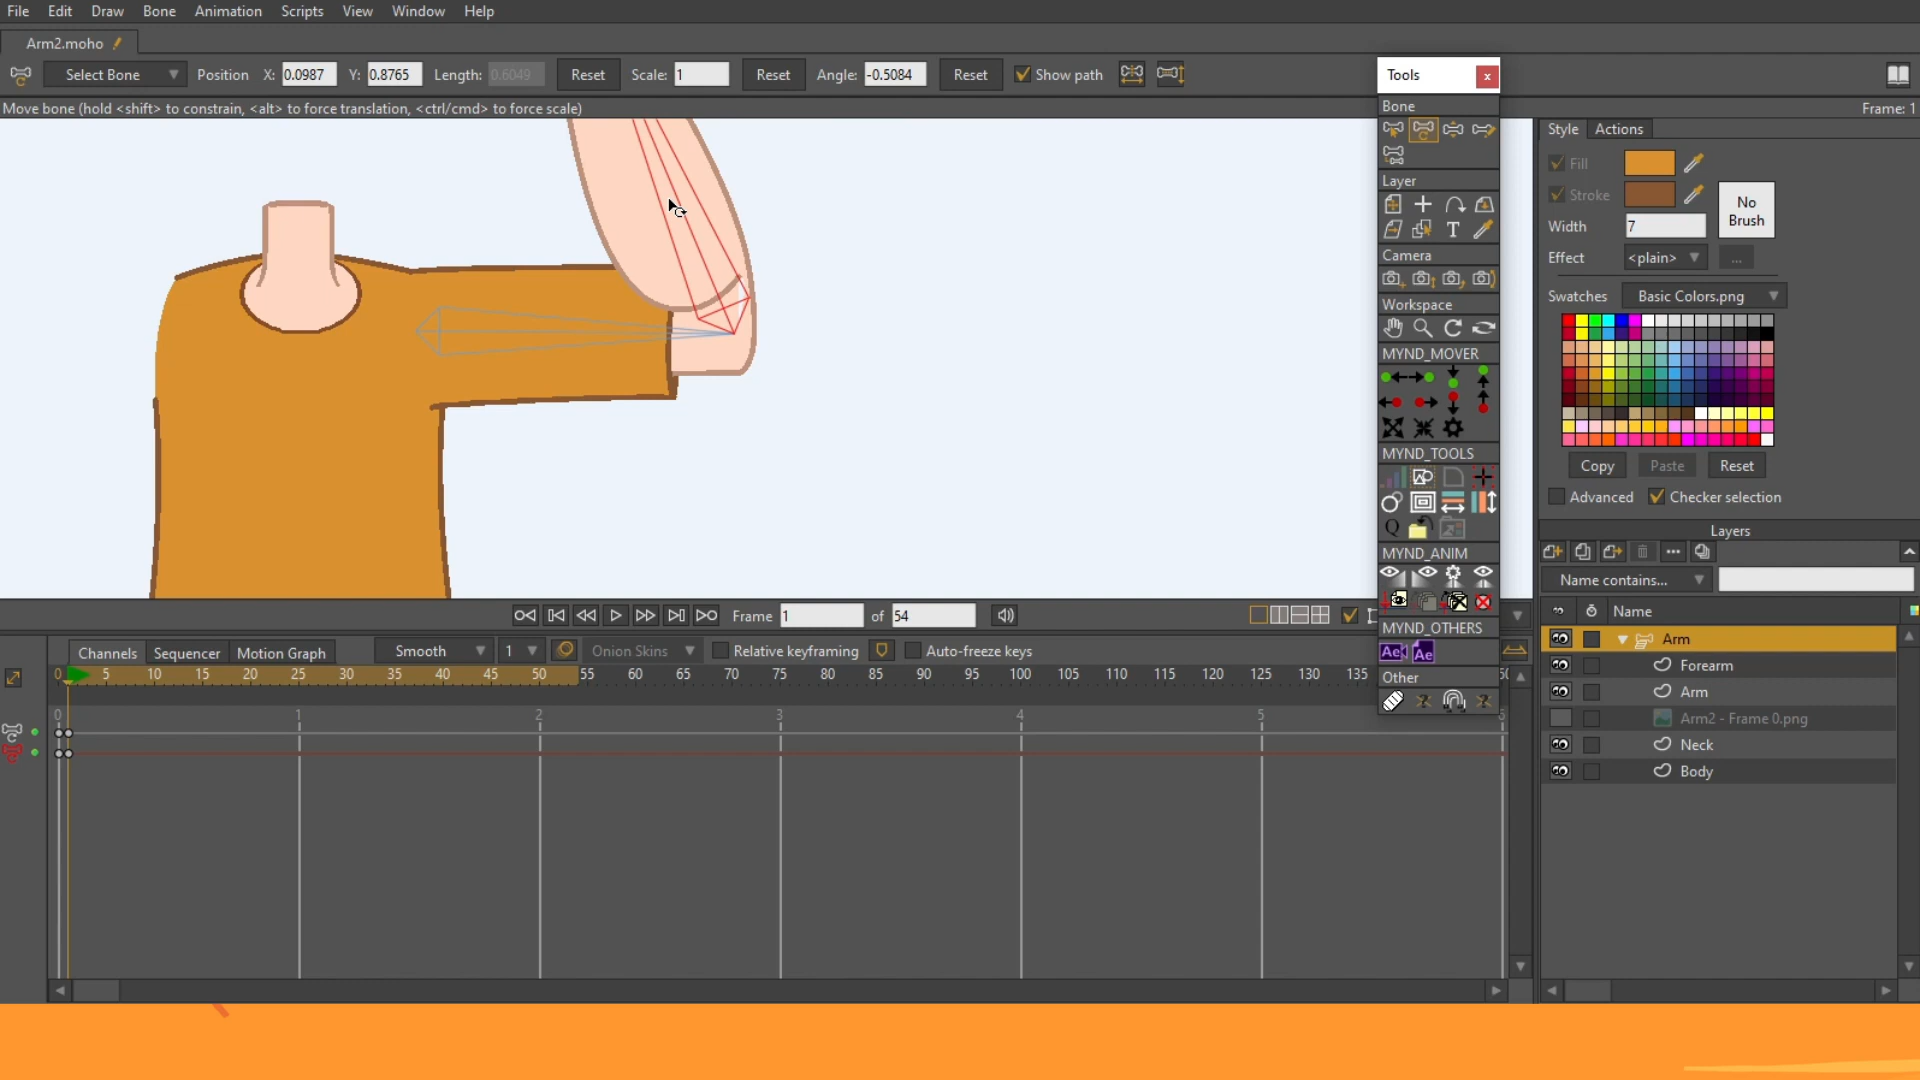 File Edit Draw Bone Animation Scripts View Window Help
Arm2.moho
Select Bone Position X: 0.0987 Y: 0.8765 Length: 0.6049 Reset Scale: 1 Reset Angle: -0.5084 Reset Show path
Move bone (hold <shift> to constrain, <alt> to force translation, <ctrl/cmd> to force scale)
Frame: 1
Tools
x
Bone
Layer
T
Camera
Workspace
MYND_MOVER
MYND_TOOLS
Q
MYND_ANIM
MYND_OTHERS
Ae Ae
Other
Style Actions
Fill
Stroke
No
Brush
Width 7
Effect <plain> ...
Swatches Basic Colors.png
Copy Paste Reset
Advanced Checker selection
Layers
Name contains...
Name
Arm
Forearm
Arm
Arm2 - Frame 0.png
Neck
Body
Frame 1 of 54
Channels Sequencer Motion Graph Smooth 1 Onion Skins Relative keyframing Auto-freeze keys
0 5 10 15 20 25 30 35 40 45 50 55 60 65 70 75 80 85 90 95 100 105 110 115 120 125 130 135
0 1 2 3 4 5